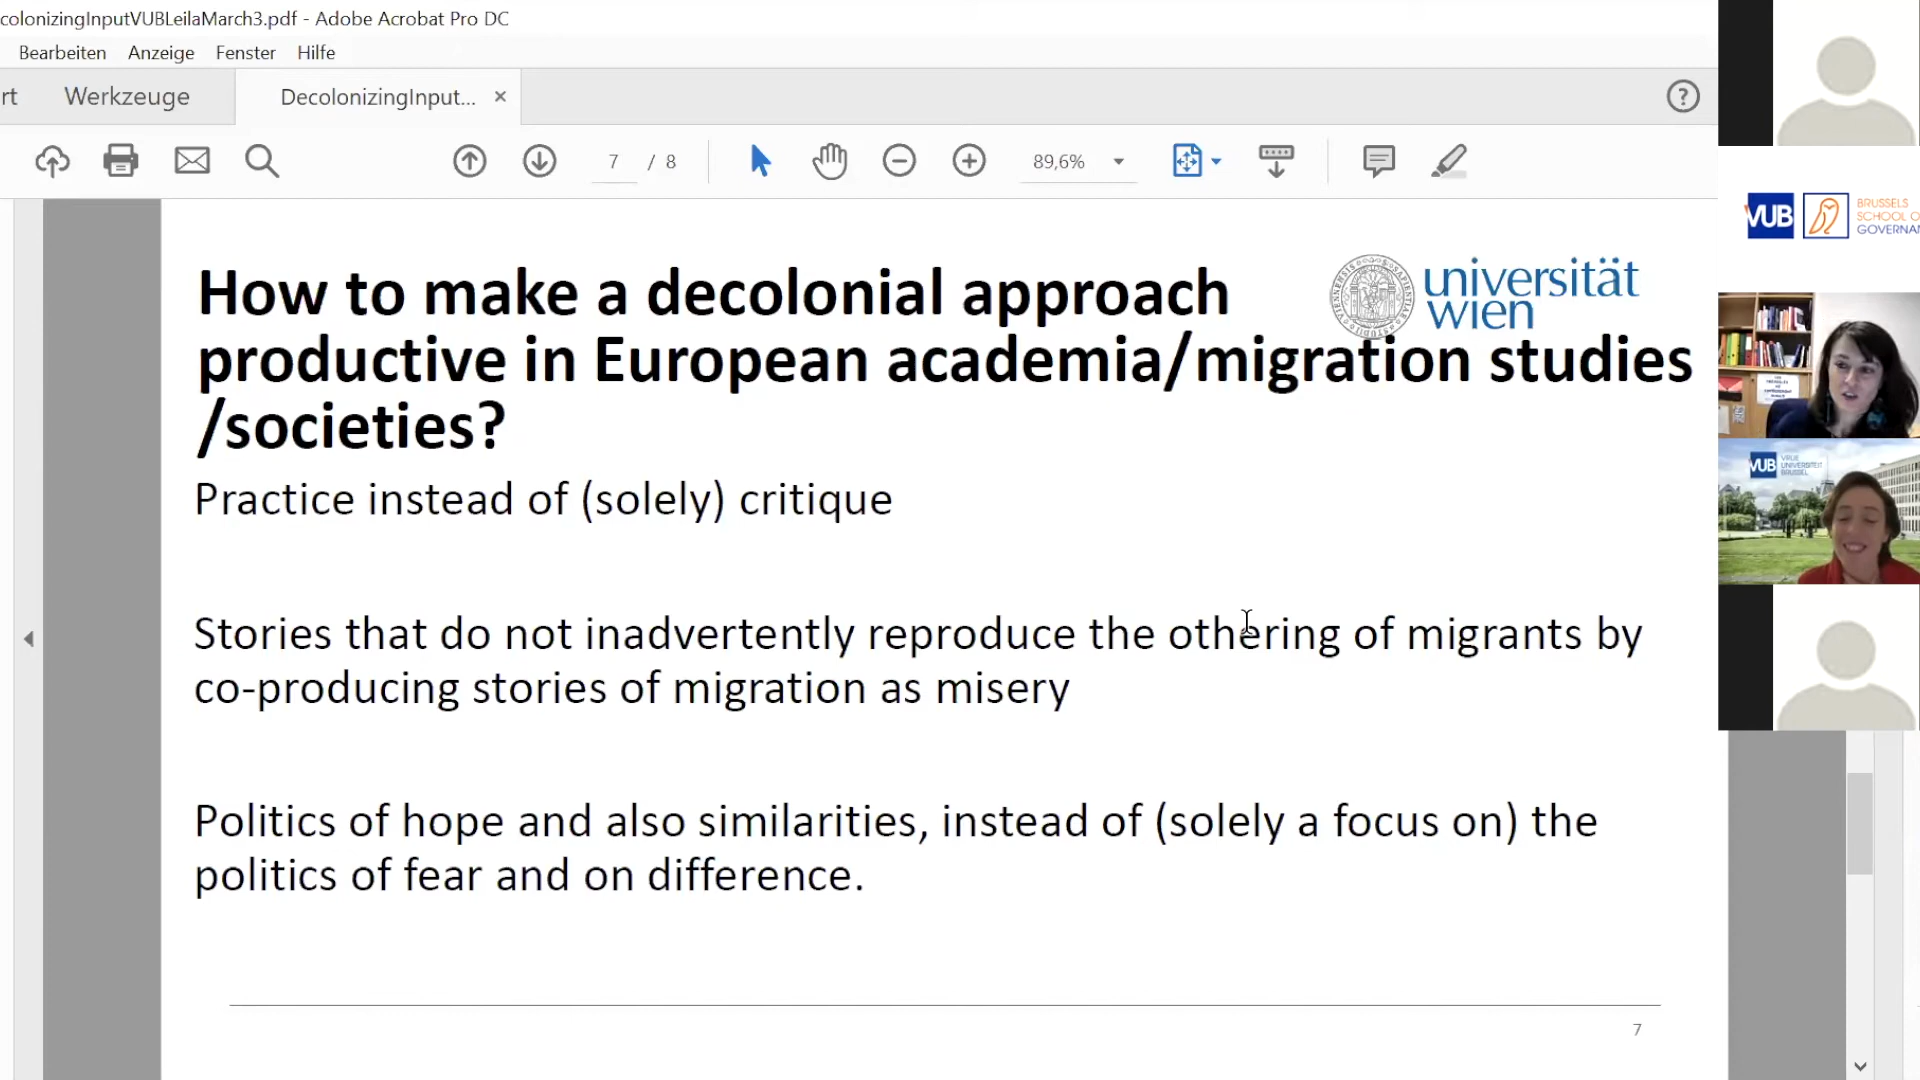 colonizingInputVUBLeilaMarch3.pdf - Adobe Acrobat Pro DC
Bearbeiten Anzeige Fenster Hilfe
rt Werkzeuge DecolonizingInput... ×
7 / 8 89,6%
VUB BRUSSELS
SCHOOL O
GOVERNA
universität
wien
How to make a decolonial approach
productive in European academia/migration studies
/societies?
Practice instead of (solely) critique
VUB VRIJE
UNIVERSITEIT
BRUSSEL
Stories that do not inadvertently reproduce the othering of migrants by
co-producing stories of migration as misery
Politics of hope and also similarities, instead of (solely a focus on) the
politics of fear and on difference.
7